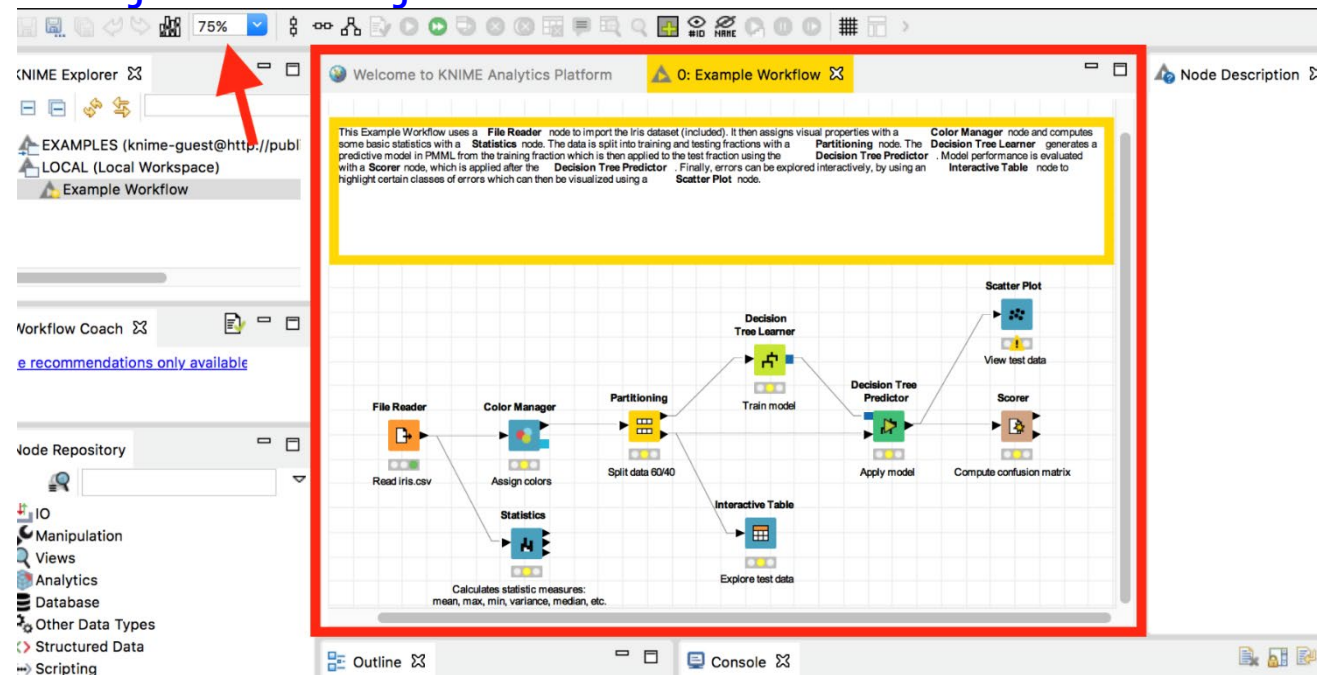 75%
#ID NAME
KNIME Explorer
Welcome to KNIME Analytics Platform
0: Example Workflow
Node Description
EXAMPLES (knime-guest@http://publi
LOCAL (Local Workspace)
Example Workflow
This Example Workflow uses a File Reader node to import the Iris dataset (included). It then assigns visual properties with a Color Manager node and computes
some basic statistics with a Statistics node. The data is split into training and testing fractions with a Partitioning node. The Decision Tree Learner generates a
predictive model in PMML from the training fraction which is then applied to the test fraction using the Decision Tree Predictor . Model performance is evaluated
with a Scorer node, which is applied after the Decision Tree Predictor . Finally, errors can be explored interactively, by using an Interactive Table node to
highlight certain classes of errors which can then be visualized using a Scatter Plot node.
Workflow Coach
e recommendations only available
Node Repository
IO
Manipulation
Views
Analytics
Database
Other Data Types
Structured Data
Scripting
File Reader
Read iris.csv
Color Manager
Assign colors
Statistics
Calculates statistic measures:
mean, max, min, variance, median, etc.
Partitioning
Split data 60/40
Decision
Tree Learner
Train model
Interactive Table
Explore test data
Decision Tree
Predictor
Apply model
Scatter Plot
View test data
Scorer
Compute confusion matrix
Outline
Console